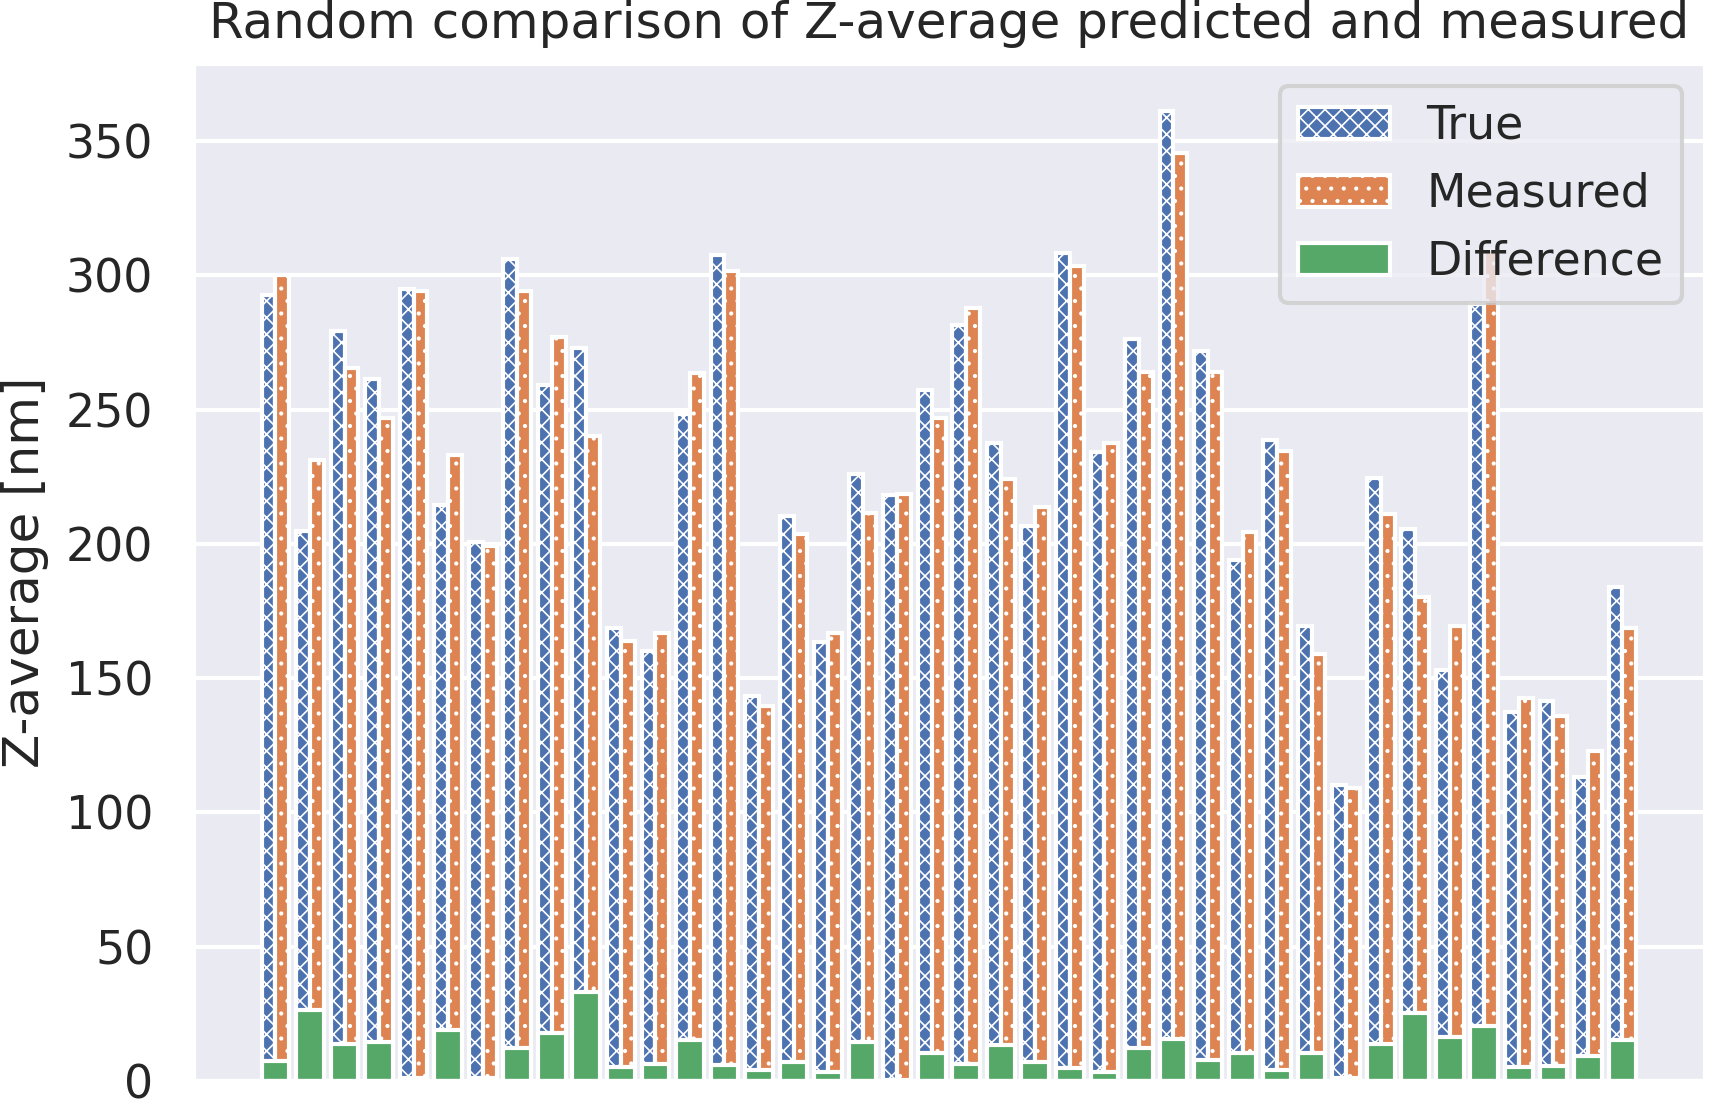 Random comparison of Z-average predicted and measured
Z-average [nm]
350
300
250
200
150
100
50
0
True
Measured
Difference